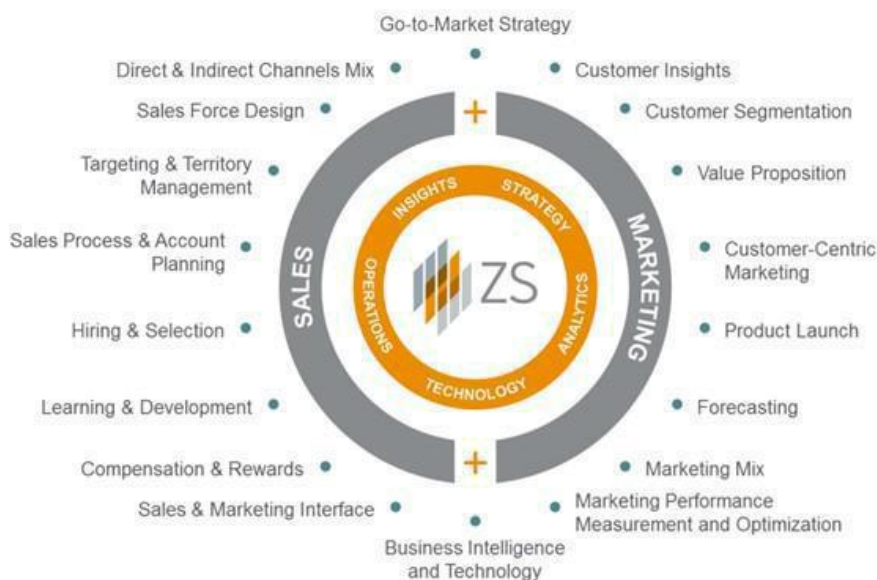 Go-to-Market Strategy
Direct & Indirect Channels Mix
Customer Insights
Sales Force Design
+
Customer Segmentation
Targeting & Territory
Management
Value Proposition
Sales Process & Account
Planning
Customer-Centric
Marketing
Hiring & Selection
Product Launch
Learning & Development
Forecasting
Compensation & Rewards
+
Marketing Mix
Sales & Marketing Interface
Marketing Performance
Measurement and Optimization
Business Intelligence
and Technology
SALES
MARKETING
INSIGHTS
STRATEGY
ANALYTICS
TECHNOLOGY
OPERATIONS
ZS